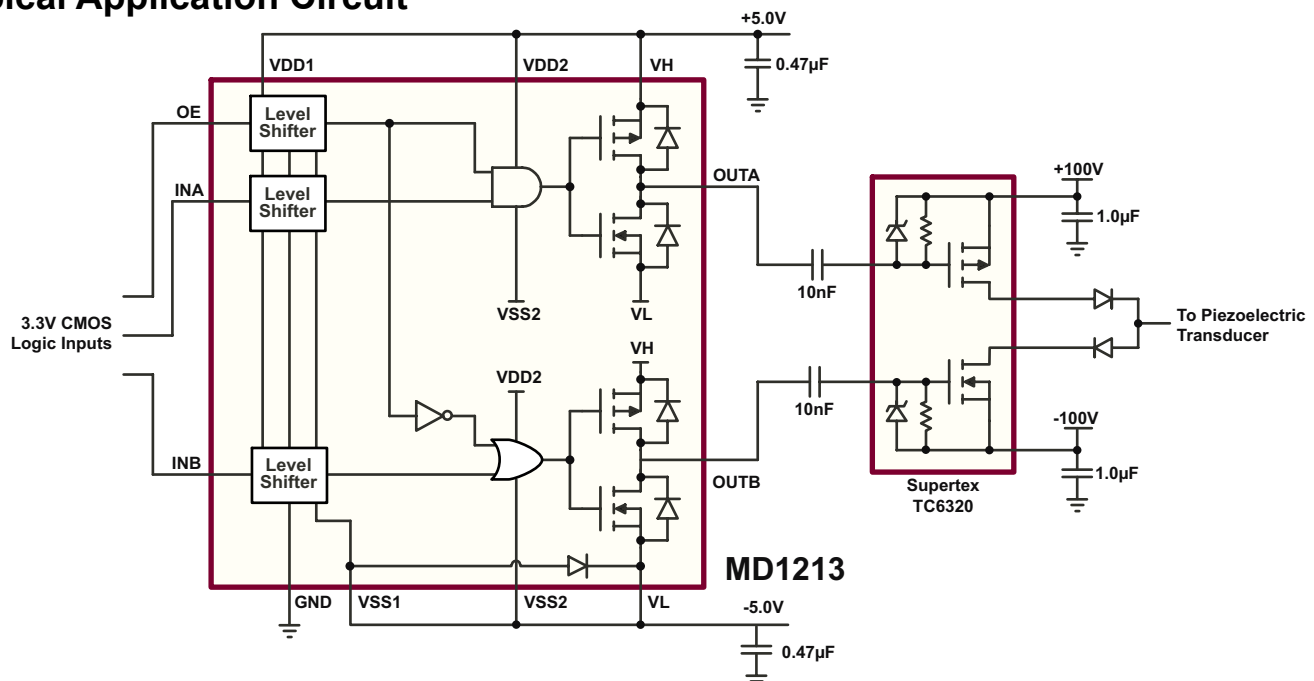 pical Application Circuit
+5.0V
VDD1
VDD2
VH
0.47µF
OE
Level
Shifter
INA
Level
Shifter
OUTA
+100V
1.0µF
10nF
VSS2
VL
3.3V CMOS
Logic Inputs
To Piezoelectric
Transducer
VH
VDD2
10nF
-100V
INB
Level
Shifter
OUTB
1.0µF
Supertex
TC6320
MD1213
GND
VSS1
VSS2
VL
-5.0V
0.47µF